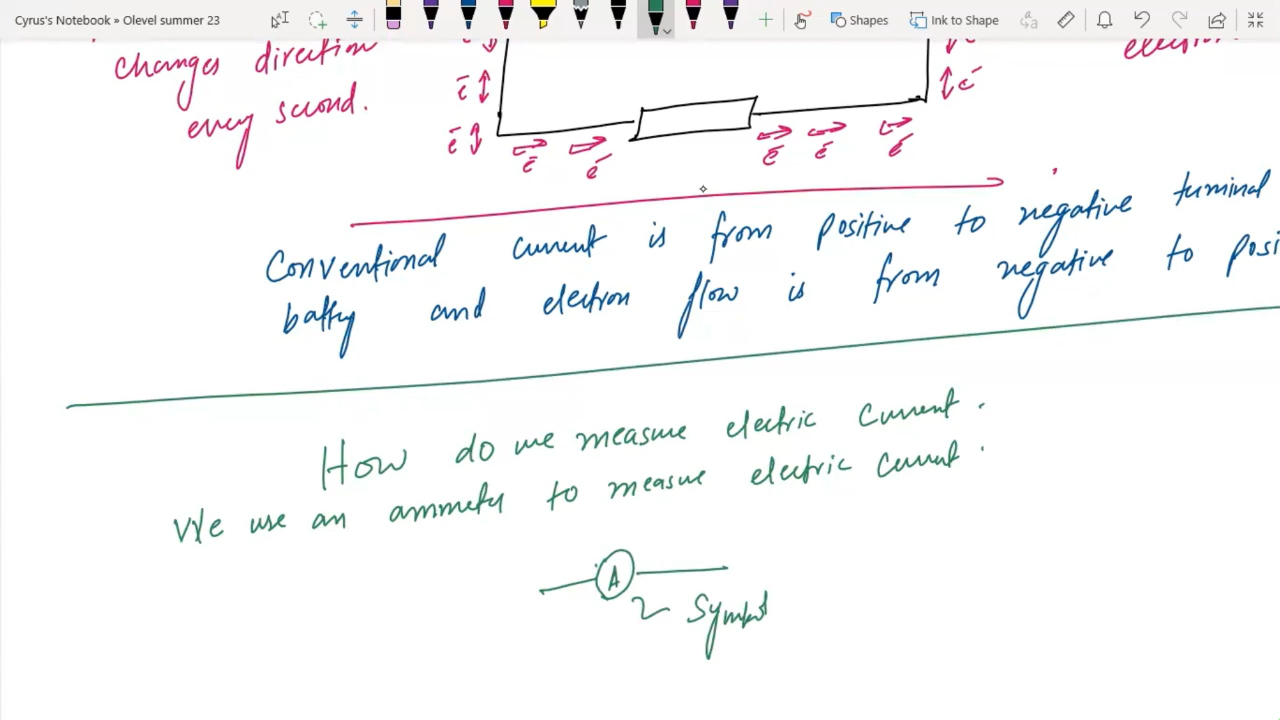 Cyrus's Notebook » Olevel summer 23
Shapes
Ink to Shape
changes direction
every second.
e⁻
e⁻
e⁻
e⁻
e⁻
e⁻
e⁻
e⁻
Conventional current is from positive to negative terminal
battery and electron flow is from negative to posi
How do we measure electric current.
We use an ammeter to measure electric current.
A
Symbol